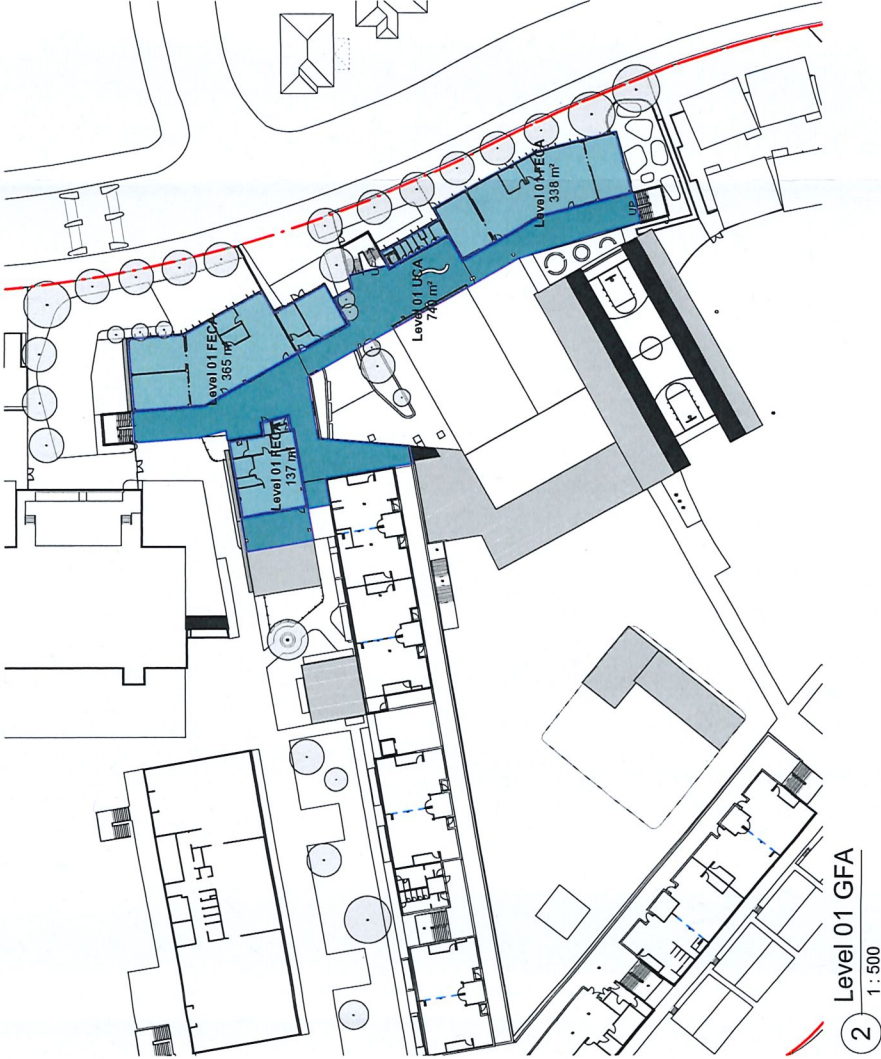 Level 01 FECA
365 m²
Level 01 FECA
137 m²
Level 01 UCA
740 m²
Level 01 FECA
338 m²
UP
2
Level 01 GFA
1 : 500